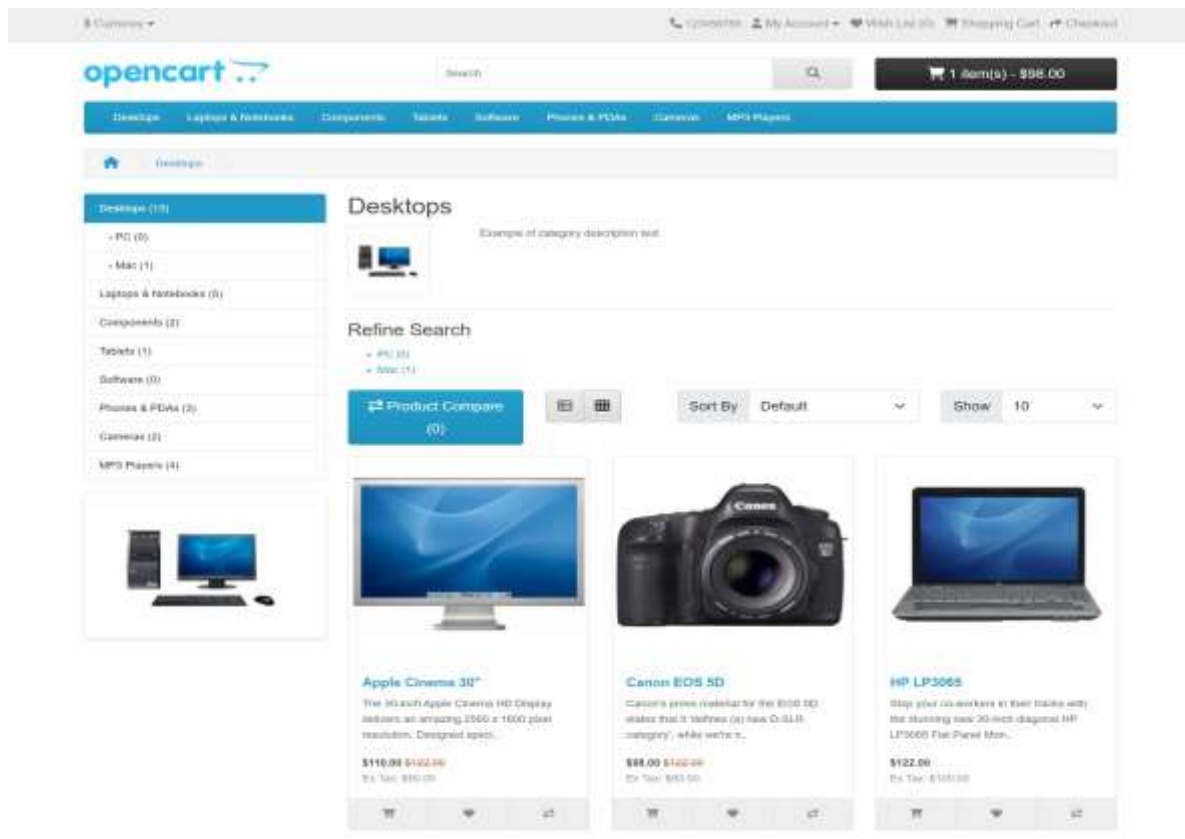 $ Currency
123456789 My Account Wish List (0) Shopping Cart Checkout
opencart
Search
1 item(s) - $98.00
Desktops Laptops & Notebooks Components Tablets Software Phones & PDAs Cameras MP3 Players
Desktops
Desktops (13)
- PC (0)
- Mac (1)
Laptops & Notebooks (5)
Components (2)
Tablets (1)
Software (0)
Phones & PDAs (3)
Cameras (2)
MP3 Players (4)
Desktops
Example of category description text
Refine Search
PC (0)
Mac (1)
Product Compare
(0)
Sort By Default
Show 10
Canon
Apple Cinema 30"
The 30-inch Apple Cinema HD Display
delivers an amazing 2560 x 1600 pixel
resolution. Designed speci..
$110.00 $122.00
Ex Tax: $90.00
Canon EOS 5D
Canon's press material for the EOS 5D
states that it 'defines (a) new D-SLR
category', while we're n..
$98.00 $122.00
Ex Tax: $80.00
HP LP3065
Stop your co-workers in their tracks with
the stunning new 30-inch diagonal HP
LP3065 Flat Panel Mon..
$122.00
Ex Tax: $100.00